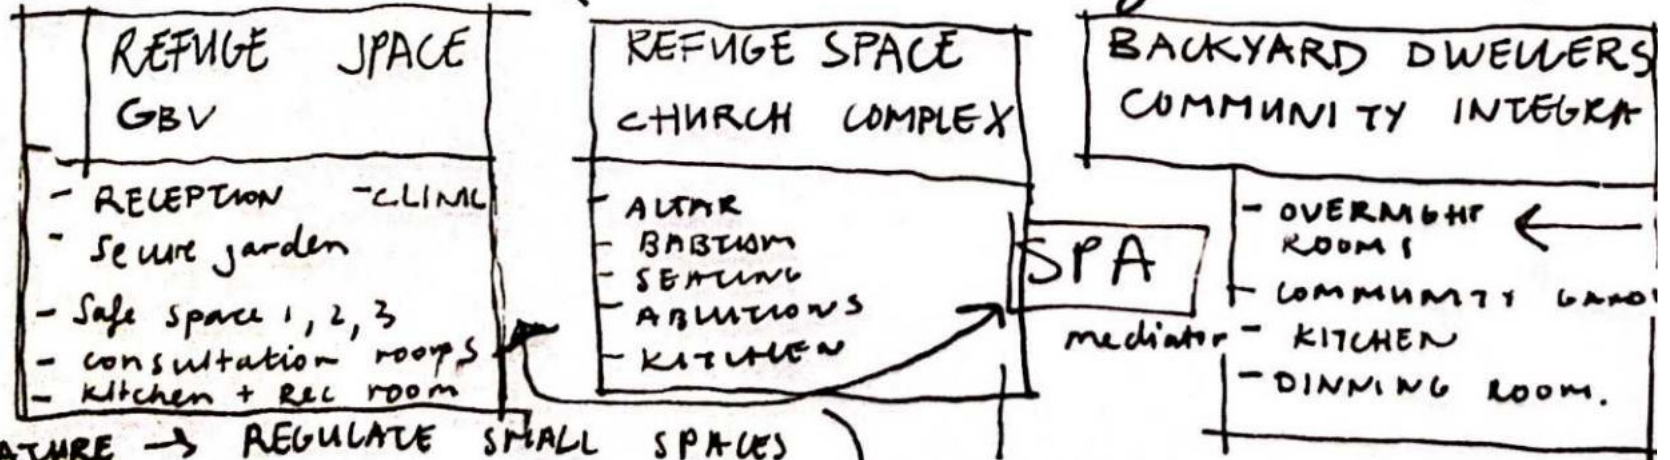 REFUGE SPACE
GBV
- RECEPTION - CLINIC
- Secure garden
- Safe space 1, 2, 3
- consultation rooms
- kitchen + Rec room
REFUGE SPACE
CHURCH COMPLEX
- ALTAR
- BABTISM
- SEATING
- ABLUTIONS
- KITCHEN
SPA
mediator
BACKYARD DWELLERS
COMMUNITY INTEGRA
- OVERNIGHT
ROOMS
- COMMUNITY GARD
- KITCHEN
- DINNING ROOM.
ATURE → REGULATE SMALL SPACES